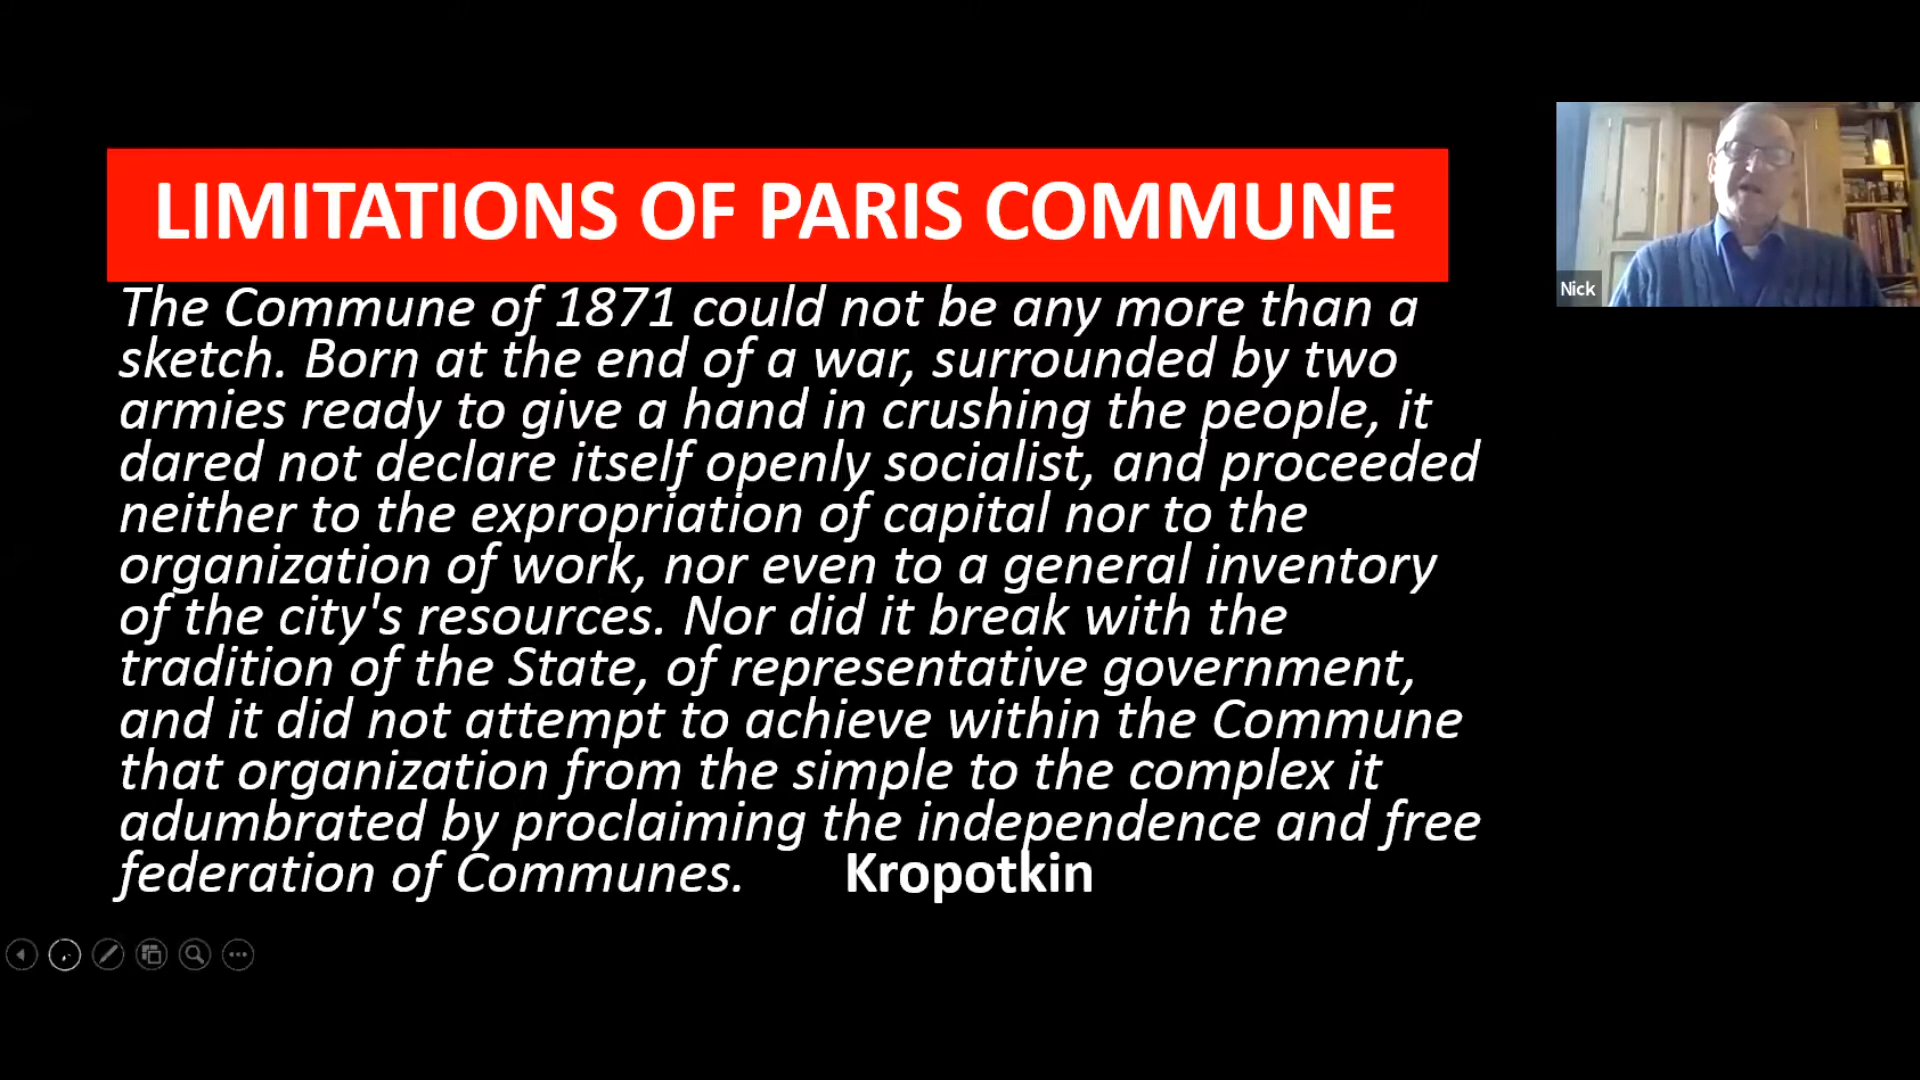 LIMITATIONS OF PARIS COMMUNE
The Commune of 1871 could not be any more than a
sketch. Born at the end of a war, surrounded by two
armies ready to give a hand in crushing the people, it
dared not declare itself openly socialist, and proceeded
neither to the expropriation of capital nor to the
organization of work, nor even to a general inventory
of the city's resources. Nor did it break with the
tradition of the State, of representative government,
and it did not attempt to achieve within the Commune
that organization from the simple to the complex it
adumbrated by proclaiming the independence and free
federation of Communes. Kropotkin
Nick